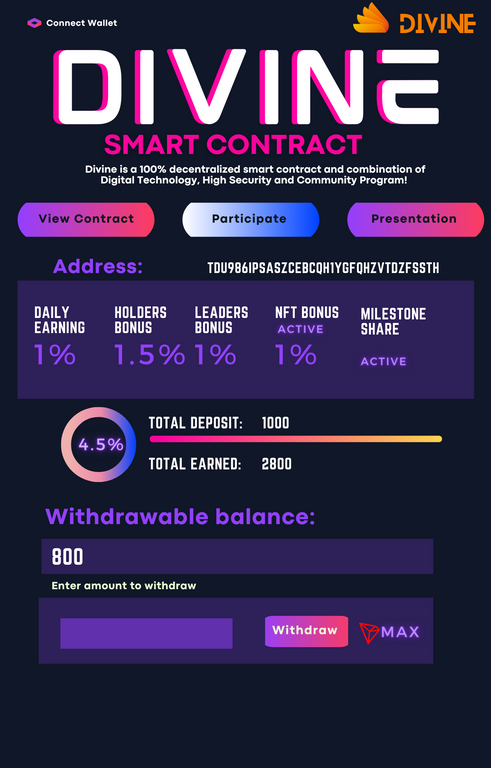 Connect Wallet
DIVINE
DIVINE
SMART CONTRACT
Divine is a 100% decentralized smart contract and combination of
Digital Technology, High Security and Community Program!
View Contract
Participate
Presentation
Address:
TDU986IPSASZCEBCQH1YGFQHZVTDZFSSTH
DAILY
EARNING
1%
HOLDERS
BONUS
1.5%
LEADERS
BONUS
1%
NFT BONUS
ACTIVE
1%
MILESTONE
SHARE
ACTIVE
4.5%
TOTAL DEPOSIT: 1000
TOTAL EARNED: 2800
Withdrawable balance:
800
Enter amount to withdraw
Withdraw
MAX